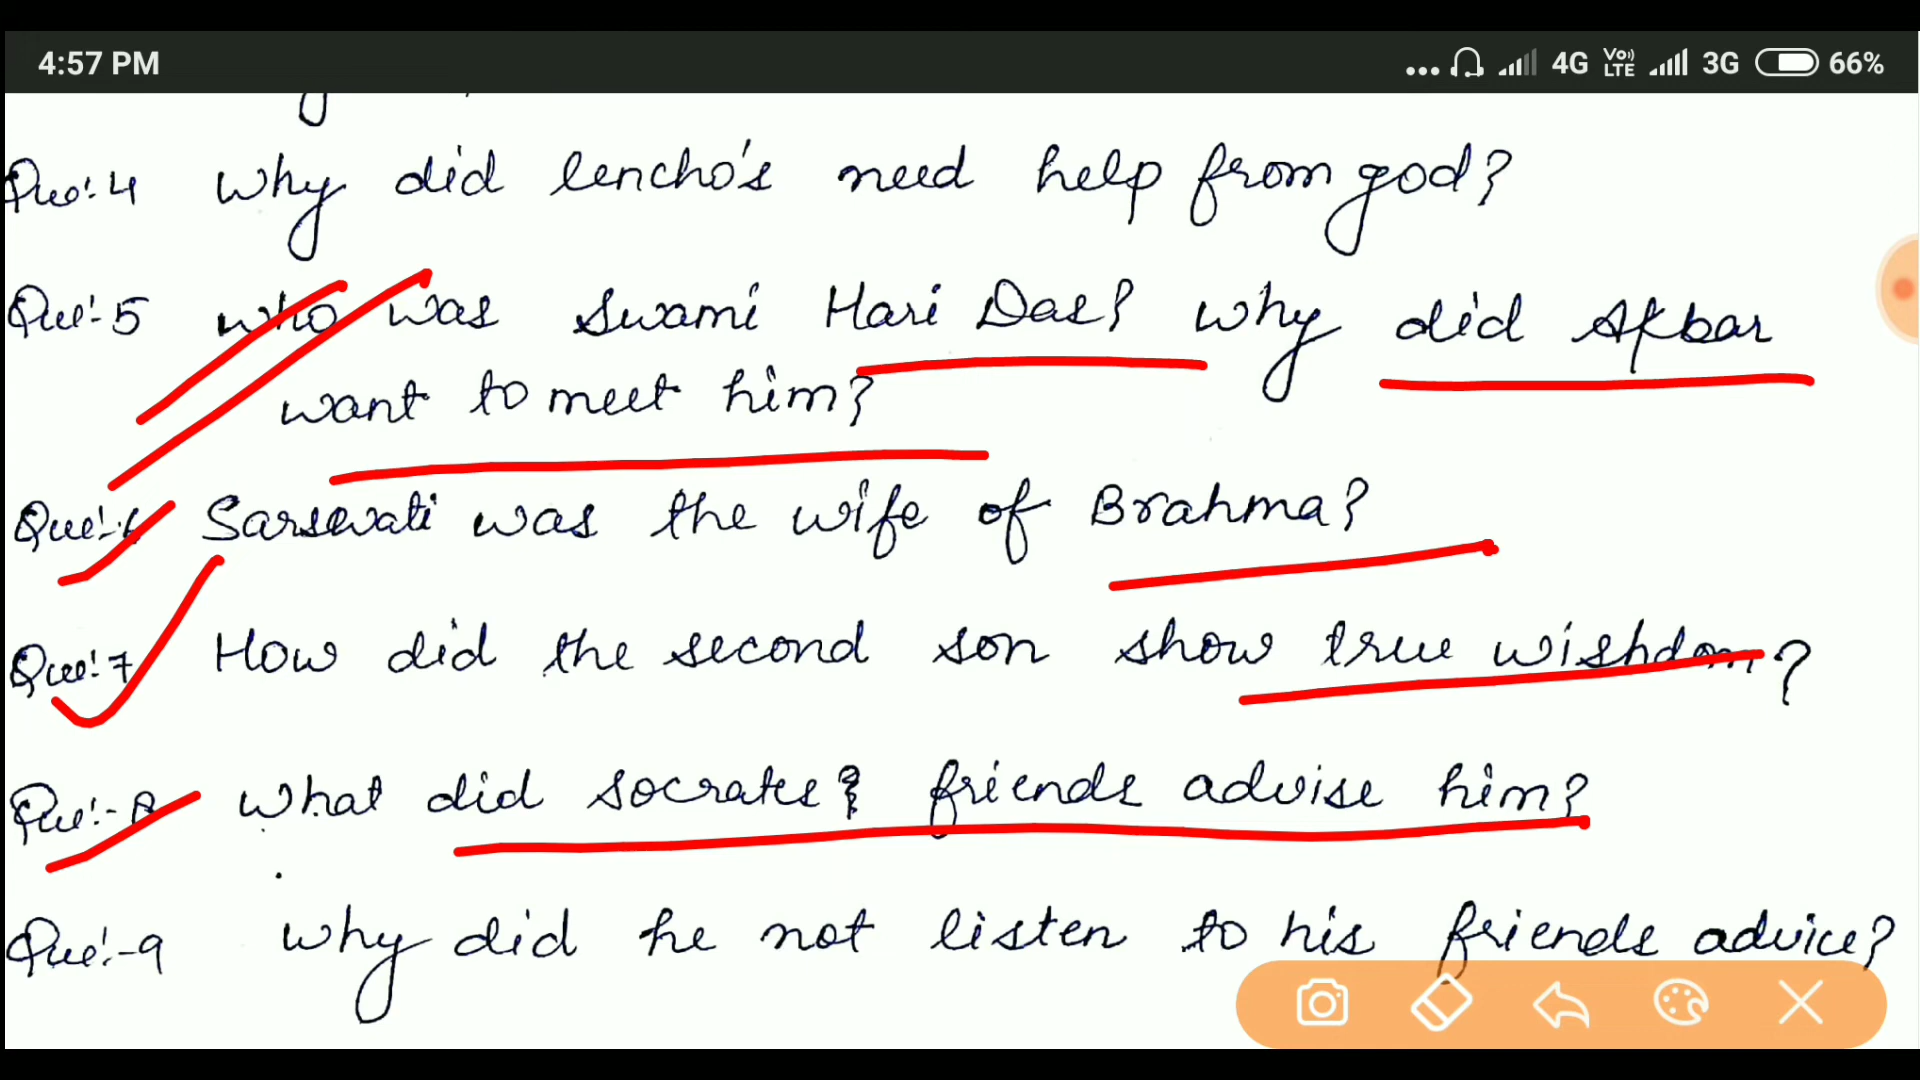 4:57 PM 4G Vo)) LTE 3G 66%
Que:4 why did lencho's need help from god?
Que:-5 who was Swami Hari Das? why did Akbar
want to meet him?
Que:-6 Sarswati was the wife of Brahma?
Que:7 How did the second son show true wishdom?
Que:-8 what did socrates? friends advise him?
Que:-9 why did he not listen to his friends advice?